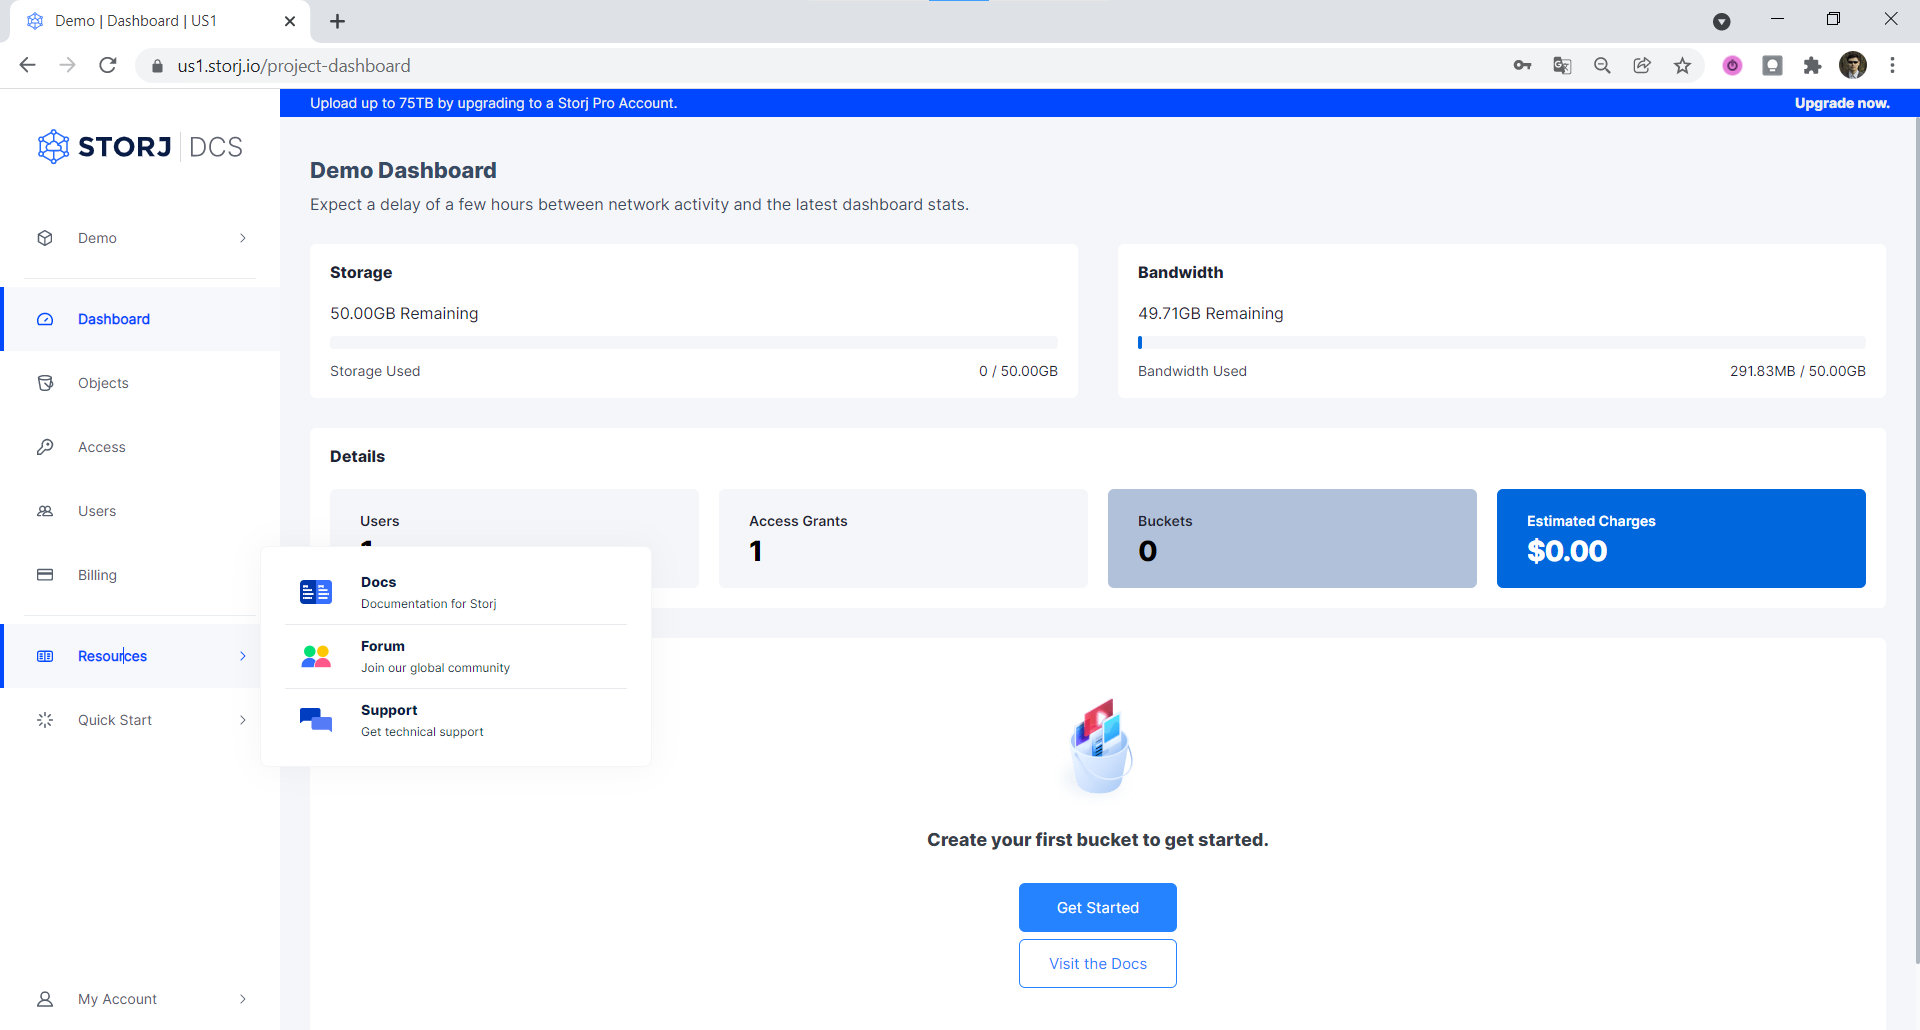 Demo | Dashboard | US1
us1.storj.io/project-dashboard
Upload up to 75TB by upgrading to a Storj Pro Account.
Upgrade now.
STORJ | DCS
Demo
Dashboard
Objects
Access
Users
Billing
Resources
Quick Start
My Account
Demo Dashboard
Expect a delay of a few hours between network activity and the latest dashboard stats.
Storage
50.00GB Remaining
Storage Used
0 / 50.00GB
Bandwidth
49.71GB Remaining
Bandwidth Used
291.83MB / 50.00GB
Details
Users
Access Grants
1
Buckets
0
Estimated Charges
$0.00
Docs
Documentation for Storj
Forum
Join our global community
Support
Get technical support
Create your first bucket to get started.
Get Started
Visit the Docs